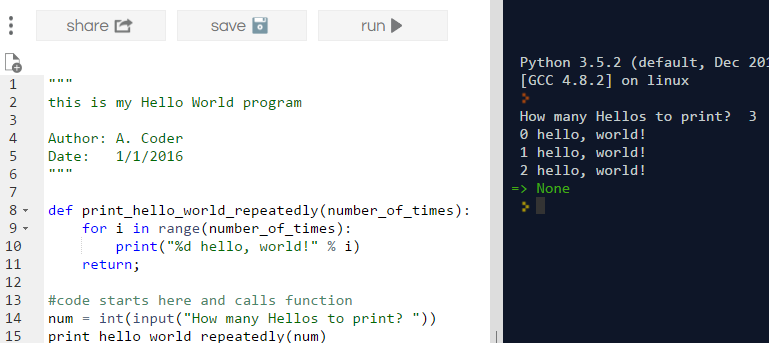 share
save
run
1 """
2 this is my Hello World program
3
4 Author: A. Coder
5 Date:   1/1/2016
6 """
7
8 def print_hello_world_repeatedly(number_of_times):
9     for i in range(number_of_times):
10         print("%d hello, world!" % i)
11     return;
12
13 #code starts here and calls function
14 num = int(input("How many Hellos to print? "))
15 print_hello_world_repeatedly(num)
Python 3.5.2 (default, Dec 201
[GCC 4.8.2] on linux
How many Hellos to print?  3
0 hello, world!
1 hello, world!
2 hello, world!
=> None